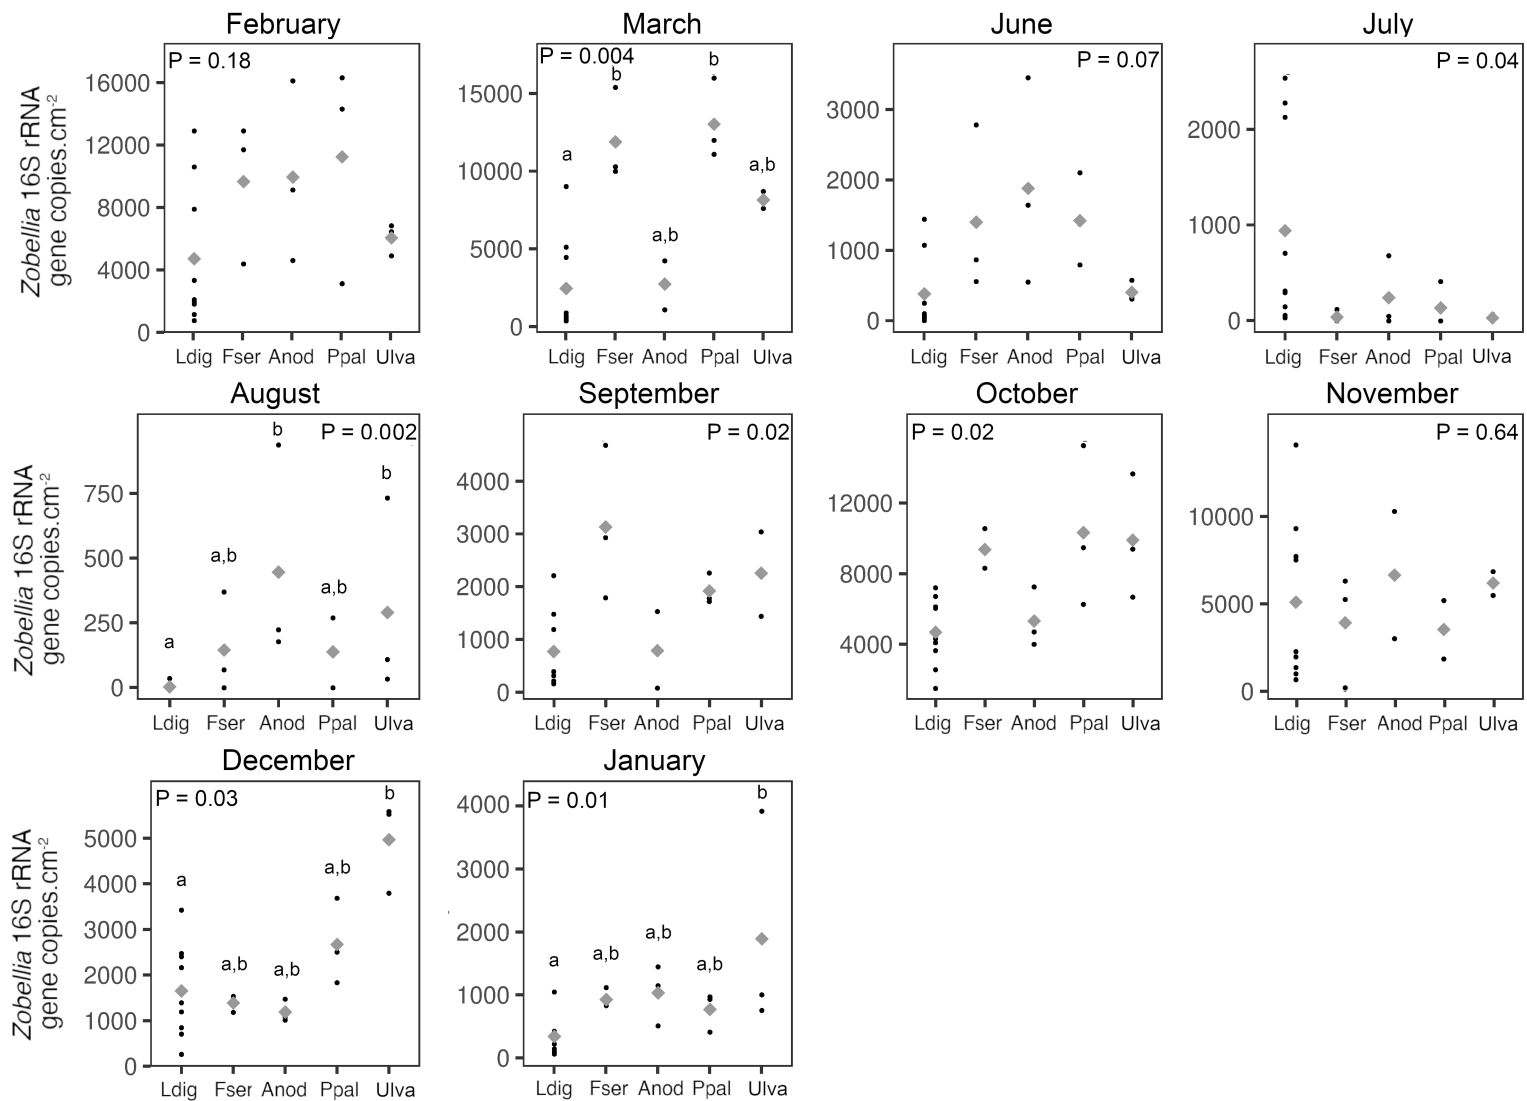 February
March
June
July
Zobellia 16S rRNA
gene copies.cm-2
P = 0.18
16000
12000
8000
4000
0
Ldig Fser Anod Ppal Ulva
P = 0.004
15000
10000
5000
0
a
b
a,b
b
a,b
Ldig Fser Anod Ppal Ulva
P = 0.07
3000
2000
1000
0
Ldig Fser Anod Ppal Ulva
P = 0.04
2000
1000
0
Ldig Fser Anod Ppal Ulva
August
September
October
November
Zobellia 16S rRNA
gene copies.cm-2
P = 0.002
750
500
250
0
a
a,b
b
a,b
b
Ldig Fser Anod Ppal Ulva
P = 0.02
4000
3000
2000
1000
0
Ldig Fser Anod Ppal Ulva
P = 0.02
12000
8000
4000
Ldig Fser Anod Ppal Ulva
P = 0.64
10000
5000
0
Ldig Fser Anod Ppal Ulva
December
January
Zobellia 16S rRNA
gene copies.cm-2
P = 0.03
5000
4000
3000
2000
1000
0
a
a,b
a,b
a,b
b
Ldig Fser Anod Ppal Ulva
P = 0.01
4000
3000
2000
1000
0
a
a,b
a,b
a,b
b
Ldig Fser Anod Ppal Ulva